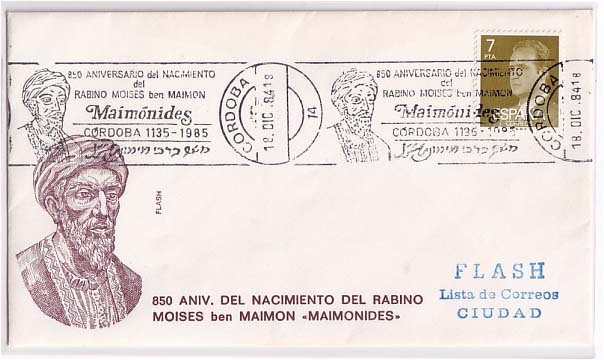 850 ANIVERSARIO del NACIMIENTO
del
RABINO MOISES ben MAIMON
Maimónides
CORDOBA 1135-1985
CORDOBA
18. DIC .84 18
14
850 ANIVERSARIO del NACIMIENTO
del
RABINO MOISES ben MAIMON
Maimónides
CORDOBA 1135-1985
CORDOBA
18. DIC .84 18
7
PTA
ESPAÑA
CORREOS
FLASH
850 ANIV. DEL NACIMIENTO DEL RABINO
MOISES ben MAIMON «MAIMONIDES»
FLASH
Lista de Correos
CIUDAD